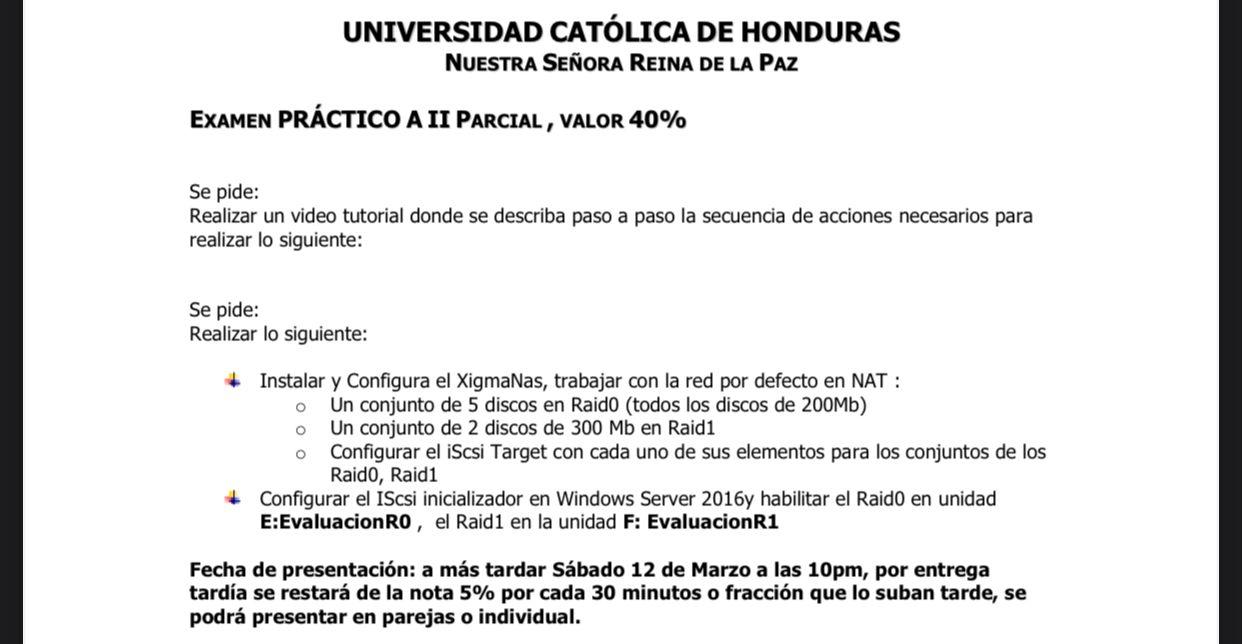 UNIVERSIDAD CATÓLICA DE HONDURAS
NUESTRA SEÑORA REINA DE LA PAZ
EXAMEN PRÁCTICO A II PARCIAL , VALOR 40%
Se pide:
Realizar un video tutorial donde se describa paso a paso la secuencia de acciones necesarios para
realizar lo siguiente:
Se pide:
Realizar lo siguiente:
Instalar y Configura el XigmaNas, trabajar con la red por defecto en NAT :
o Un conjunto de 5 discos en Raid0 (todos los discos de 200Mb)
o Un conjunto de 2 discos de 300 Mb en Raid1
o Configurar el iScsi Target con cada uno de sus elementos para los conjuntos de los
Raid0, Raid1
Configurar el IScsi inicializador en Windows Server 2016y habilitar el Raid0 en unidad
E:EvaluacionR0 , el Raid1 en la unidad F: EvaluacionR1
Fecha de presentación: a más tardar Sábado 12 de Marzo a las 10pm, por entrega
tardía se restará de la nota 5% por cada 30 minutos o fracción que lo suban tarde, se
podrá presentar en parejas o individual.